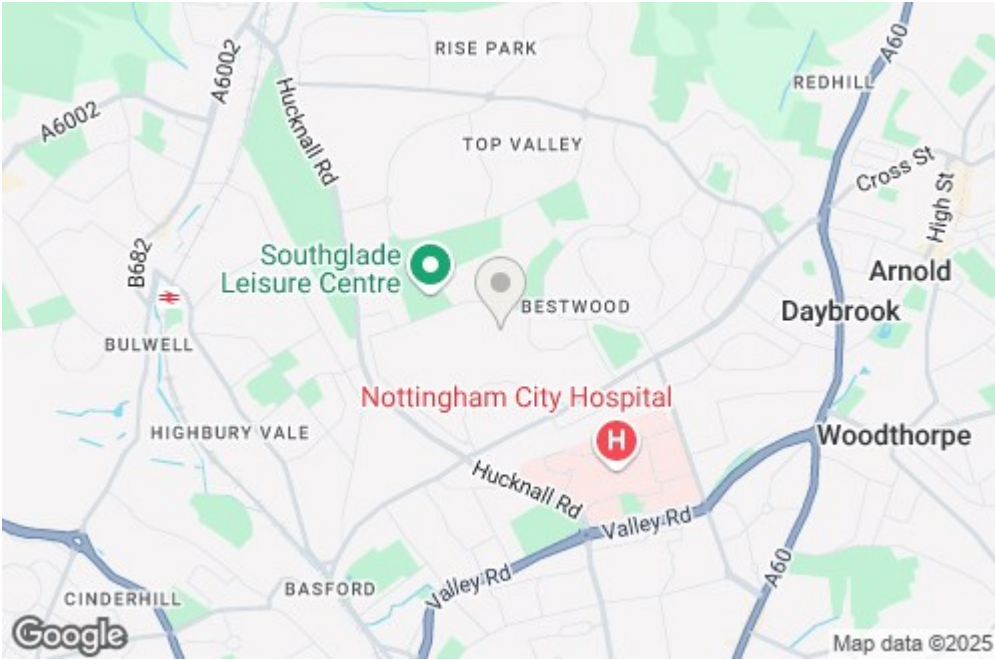 RISE PARK
A60
A6002
REDHILL
A6002
Hucknall Rd
TOP VALLEY
Cross St
High St
B682
Southglade
Leisure Centre
Arnold
BESTWOOD
Daybrook
BULWELL
Nottingham City Hospital
H
HIGHBURY VALE
Woodthorpe
Hucknall Rd
Valley Rd
A60
Valley Rd
BASFORD
CINDERHILL
Google
Map data ©2025